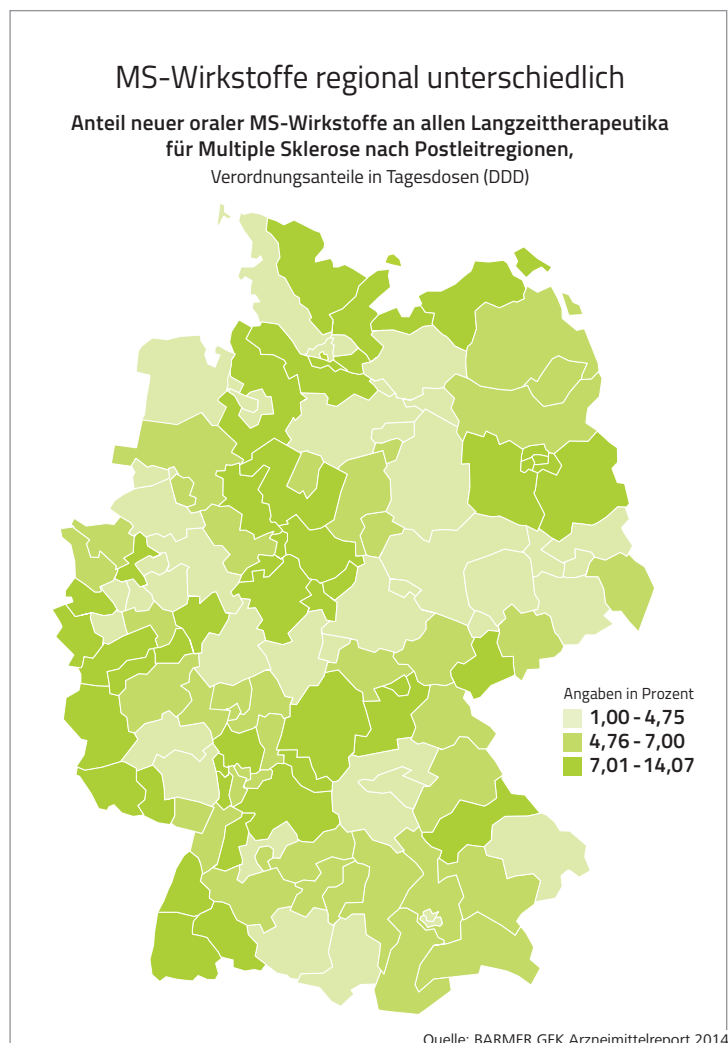 MS-Wirkstoffe regional unterschiedlich
Anteil neuer oraler MS-Wirkstoffe an allen Langzeittherapeutika
für Multiple Sklerose nach Postleitregionen,
Verordnungsanteile in Tagesdosen (DDD)
Angaben in Prozent
1,00 - 4,75
4,76 - 7,00
7,01 - 14,07
Quelle: BARMER GEK Arzneimittelreport 2014